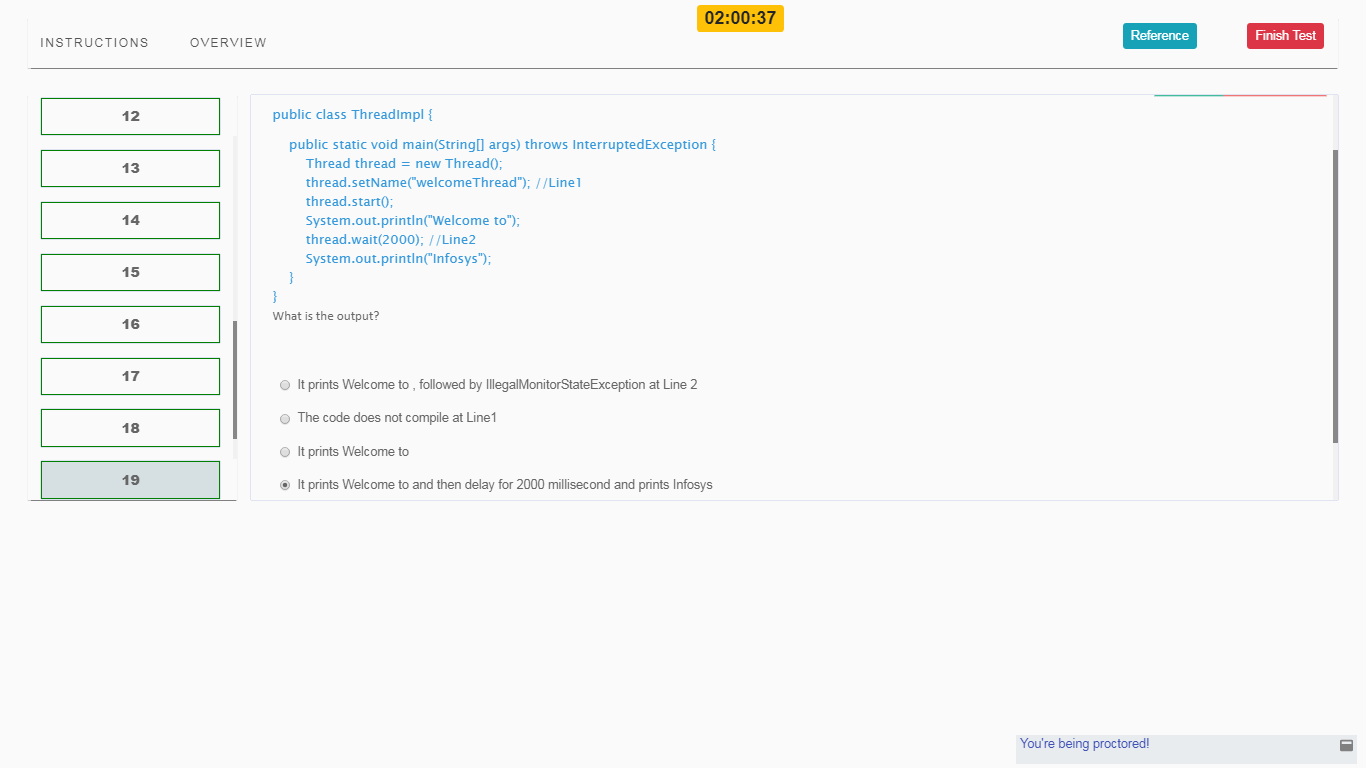 02:00:37
INSTRUCTIONS
OVERVIEW
Reference
Finish Test
12
13
14
15
16
17
18
19
public class ThreadImpl {
public static void main(String[] args) throws InterruptedException {
Thread thread = new Thread();
thread.setName("welcomeThread"); //Line1
thread.start();
System.out.println("Welcome to");
thread.wait(2000); //Line2
System.out.println("Infosys");
}
}
What is the output?
It prints Welcome to , followed by IllegalMonitorStateException at Line 2
The code does not compile at Line1
It prints Welcome to
It prints Welcome to and then delay for 2000 millisecond and prints Infosys
You're being proctored!